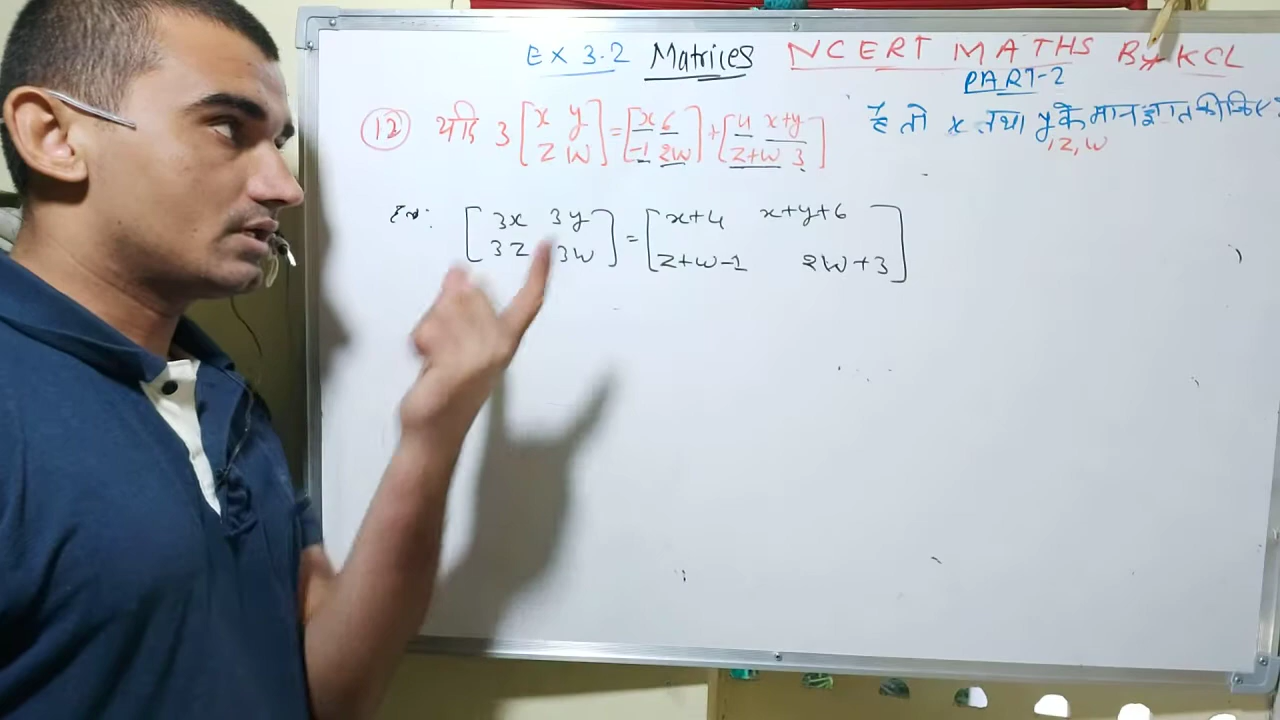 EX 3.2 Matrices NCERT MATHS By KCL
PART-2
(12) यदि 3 [x y; z w] = [x 6; -1 2w] + [4 x+y; z+w 3] है तो x तथा y के मान ज्ञात कीजिए?
, z, w
[3x 3y; 3z 3w] = [x+4 x+y+6; z+w-1 2w+3]